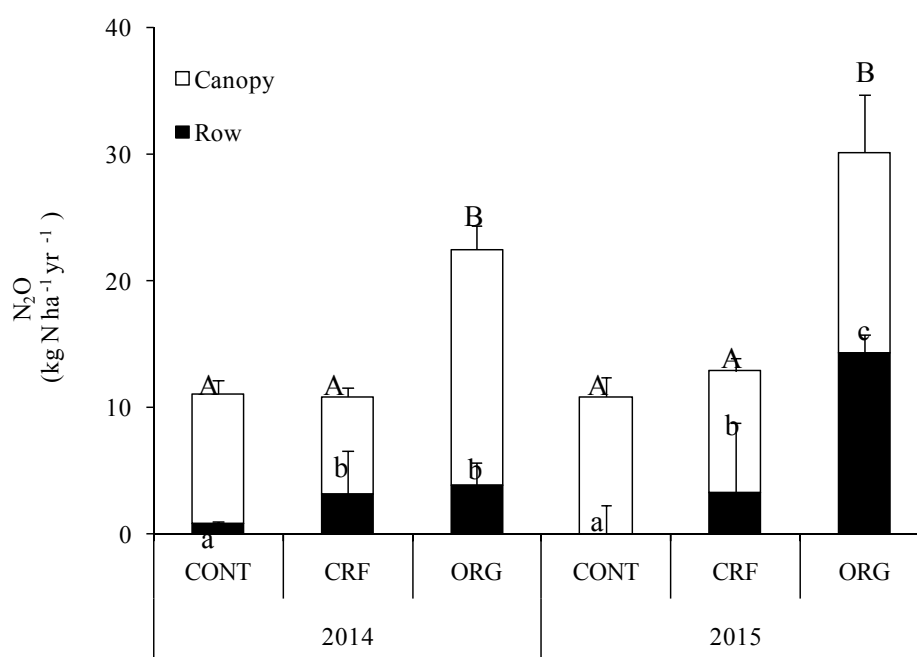 40
30
20
10
0
N₂O
(kg N ha⁻¹ yr ⁻¹)
Canopy
Row
A
a
A
b
B
b
A
a
A
b
B
c
CONT CRF ORG CONT CRF ORG
2014 2015